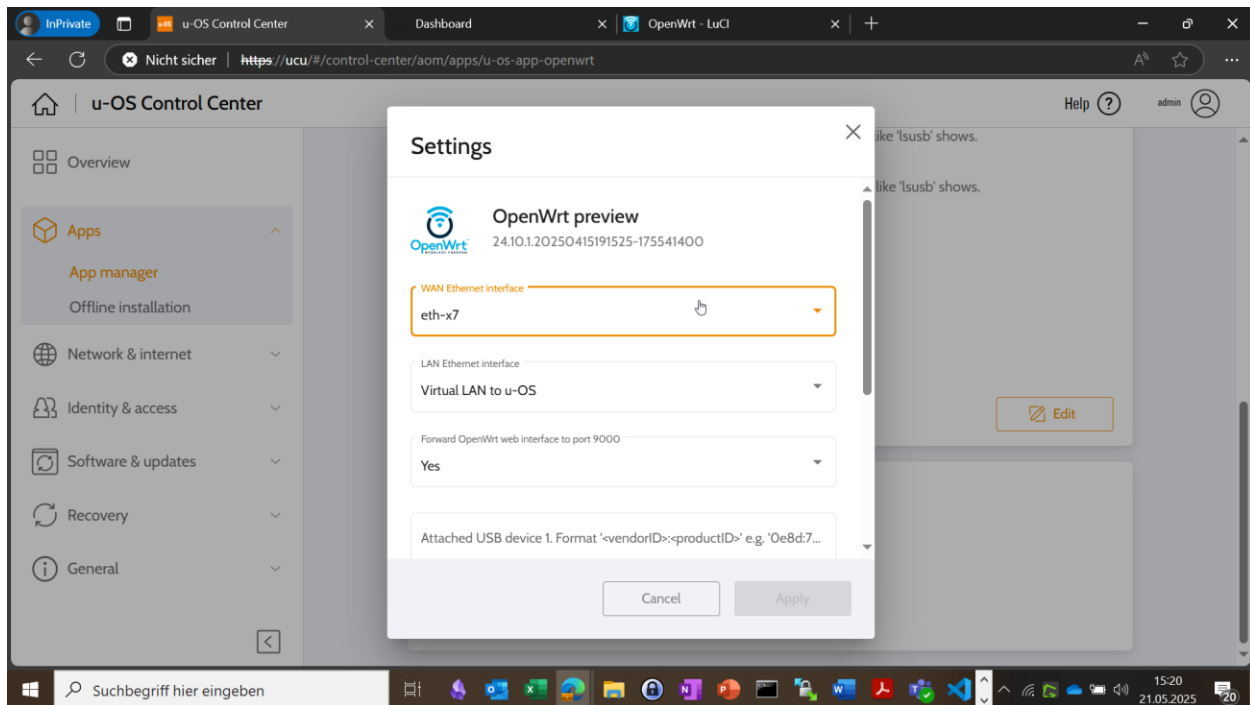 InPrivate
u-OS Control Center
Dashboard
OpenWrt - LuCI
Nicht sicher
https://ucu/#/control-center/aom/apps/u-os-app-openwrt
u-OS Control Center
Help
admin
Overview
Apps
App manager
Offline installation
Network & internet
Identity & access
Software & updates
Recovery
General
like 'lsusb' shows.
like 'lsusb' shows.
Edit
Settings
OpenWrt
OpenWrt preview
24.10.1.20250415191525-175541400
WAN Ethernet interface
eth-x7
LAN Ethernet interface
Virtual LAN to u-OS
Forward OpenWrt web interface to port 9000
Yes
Attached USB device 1. Format '<vendorID>:<productID>' e.g. '0e8d:7...
Cancel
Apply
Suchbegriff hier eingeben
15:20
21.05.2025
20